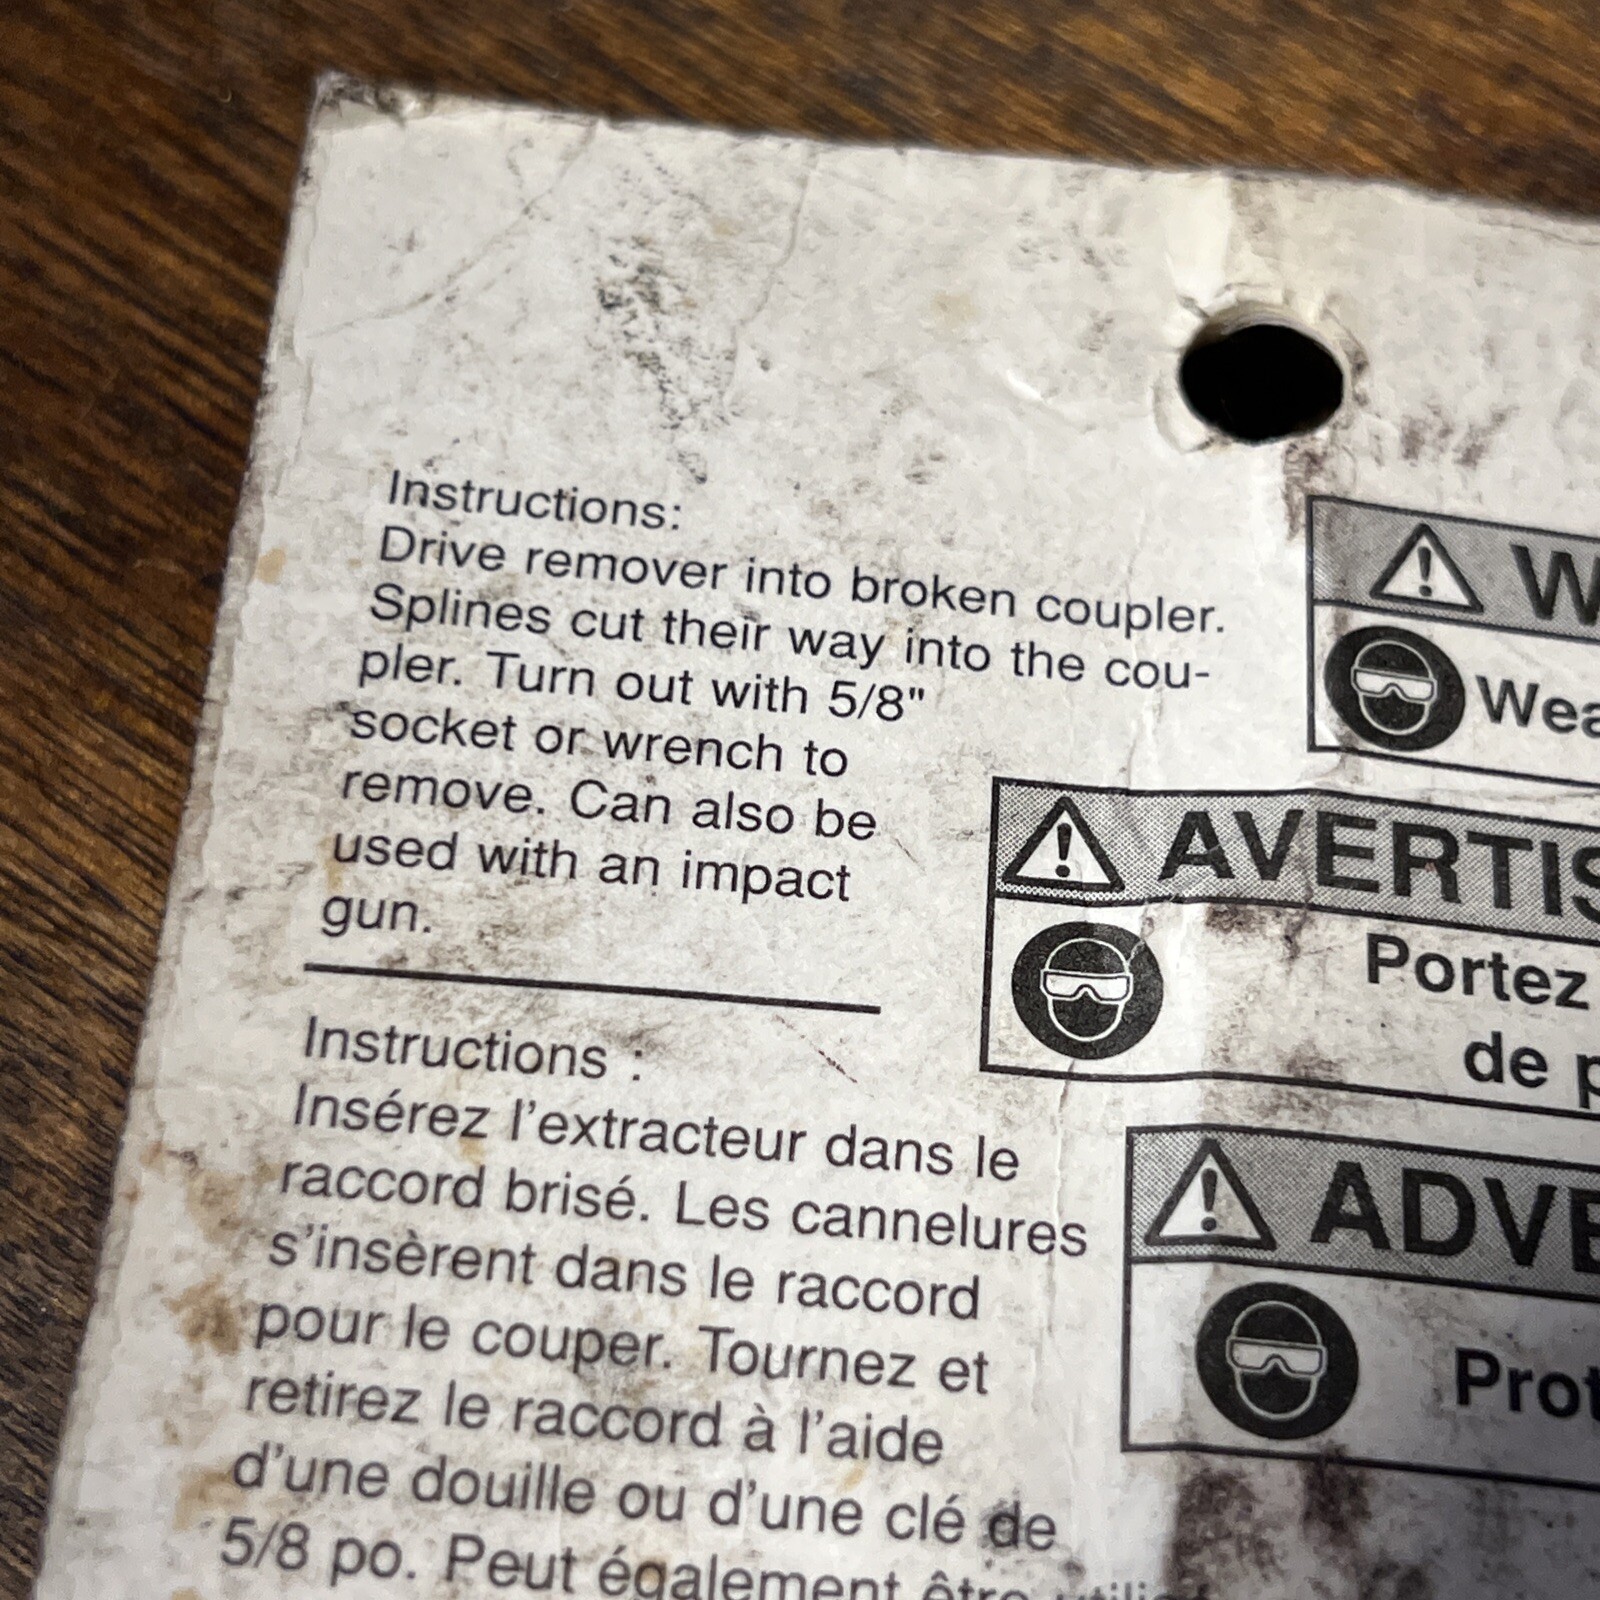 Instructions:
Drive remover into broken coupler.
Splines cut their way into the cou-
pler. Turn out with 5/8"
socket or wrench to
remove. Can also be
used with an impact
gun.
Instructions :
Insérez l'extracteur dans le
raccord brisé. Les cannelures
s'insèrent dans le raccord
pour le couper. Tournez et
retirez le raccord à l'aide
d'une douille ou d'une clé de
5/8 po. Peut également être
W
Wea
AVERTIS
Portez
de p
ADVE
Prot